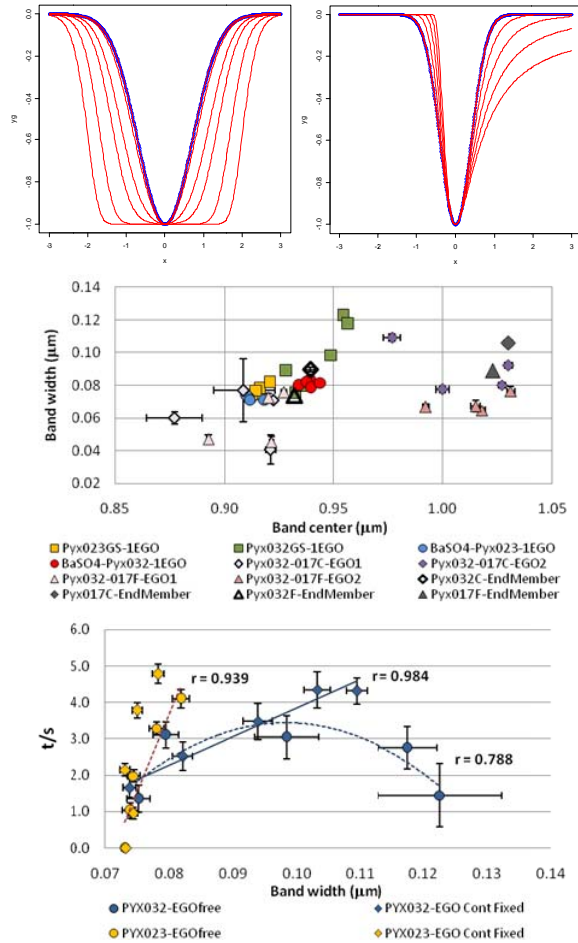 0.0
-0.2
-0.4
-0.6
-0.8
-1.0
yg
-3 -2 -1 0 1 2 3
x
0.0
-0.2
-0.4
-0.6
-0.8
-1.0
yg
-3 -2 -1 0 1 2 3
x
0.14
0.12
0.10
0.08
0.06
0.04
0.02
Band width (μm)
0.85 0.90 0.95 1.00 1.05
Band center (μm)
Pyx023GS-1EGO Pyx032GS-1EGO BaSO4-Pyx023-1EGO
BaSO4-Pyx032-1EGO Pyx032-017C-EGO1 Pyx032-017C-EGO2
Pyx032-017F-EGO1 Pyx032-017F-EGO2 Pyx032C-EndMember
Pyx017C-EndMember Pyx032F-EndMember Pyx017F-EndMember
6.0
5.0
4.0
3.0
2.0
1.0
0.0
t/s
r = 0.939
r = 0.984
r = 0.788
0.07 0.08 0.09 0.10 0.11 0.12 0.13 0.14
Band width (μm)
PYX032-EGOfree PYX032-EGO Cont Fixed
PYX023-EGOfree PYX023-EGO Cont Fixed